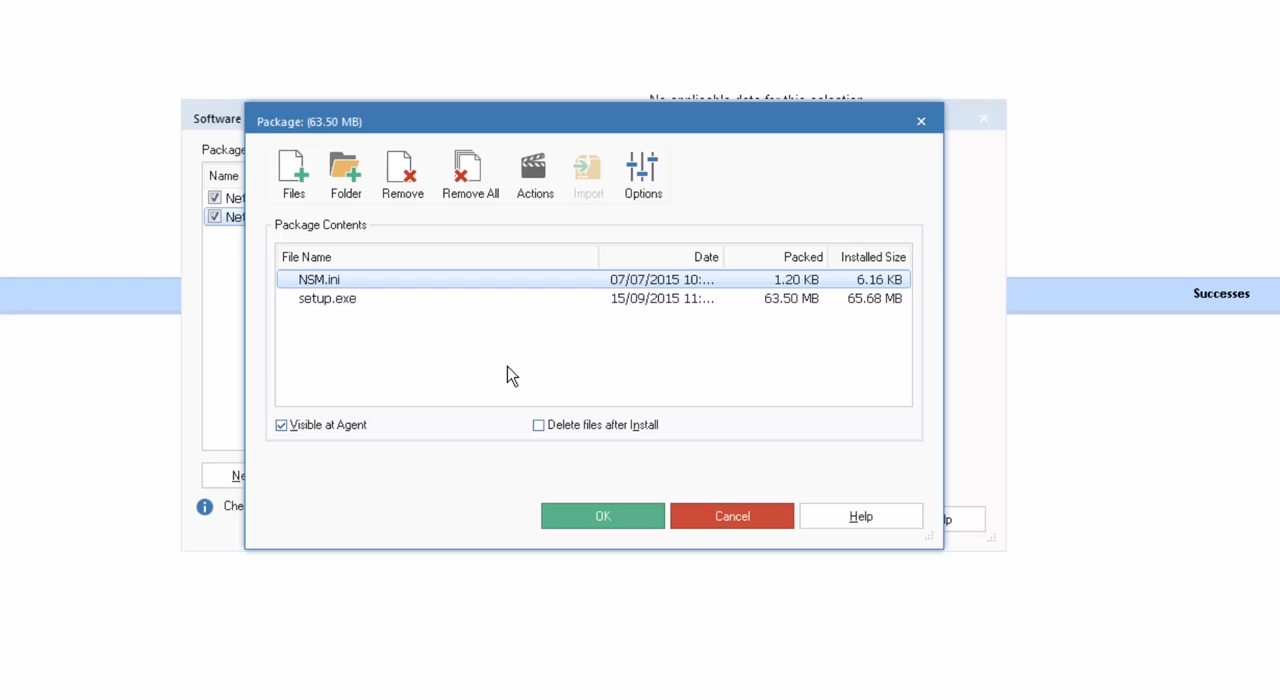 No applicable data for this selection
Software
Package: (63.50 MB)
Package
Name
Net
Net
Files
Folder
Remove
Remove All
Actions
Import
Options
Package Contents
File Name Date Packed Installed Size
NSM.ini 07/07/2015 10:... 1.20 KB 6.16 KB
setup.exe 15/09/2015 11:... 63.50 MB 65.68 MB
Successes
Visible at Agent
Delete files after Install
Ne
Che
OK
Cancel
Help
lp